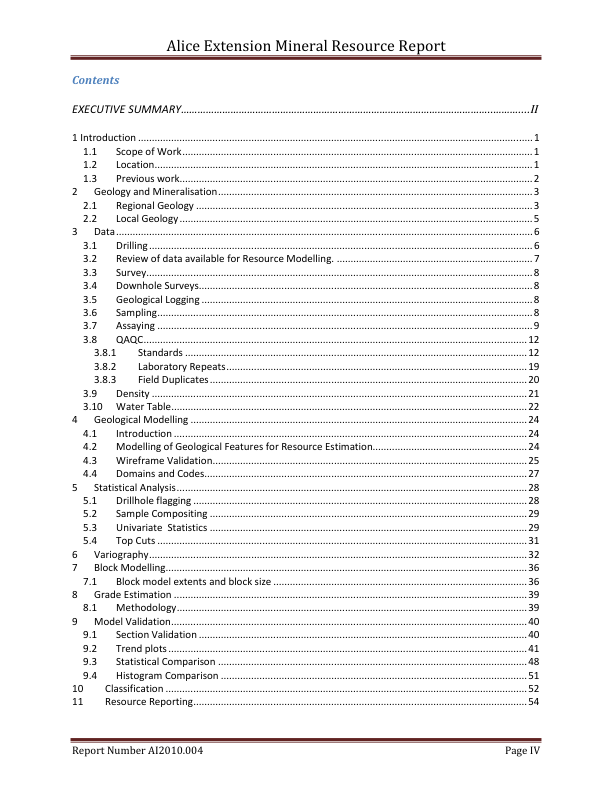 Alice Extension Mineral Resource Report
Contents
EXECUTIVE SUMMARY......................................................................................................II
1 Introduction ........................................................................................................ 1
1.1 Scope of Work ........................................................................................................ 1
1.2 Location ........................................................................................................ 1
1.3 Previous work ........................................................................................................ 2
2 Geology and Mineralisation ........................................................................................................ 3
2.1 Regional Geology ........................................................................................................ 3
2.2 Local Geology ........................................................................................................ 5
3 Data ........................................................................................................ 6
3.1 Drilling ........................................................................................................ 6
3.2 Review of data available for Resource Modelling. ........................................................................ 7
3.3 Survey ........................................................................................................ 8
3.4 Downhole Surveys ........................................................................................................ 8
3.5 Geological Logging ........................................................................................................ 8
3.6 Sampling ........................................................................................................ 8
3.7 Assaying ........................................................................................................ 9
3.8 QAQC ........................................................................................................ 12
3.8.1 Standards ........................................................................................................ 12
3.8.2 Laboratory Repeats ........................................................................................................ 19
3.8.3 Field Duplicates ........................................................................................................ 20
3.9 Density ........................................................................................................ 21
3.10 Water Table ........................................................................................................ 22
4 Geological Modelling ........................................................................................................ 24
4.1 Introduction ........................................................................................................ 24
4.2 Modelling of Geological Features for Resource Estimation ............................................................ 24
4.3 Wireframe Validation ........................................................................................................ 25
4.4 Domains and Codes ........................................................................................................ 27
5 Statistical Analysis ........................................................................................................ 28
5.1 Drillhole flagging ........................................................................................................ 28
5.2 Sample Compositing ........................................................................................................ 29
5.3 Univariate Statistics ........................................................................................................ 29
5.4 Top Cuts ........................................................................................................ 31
6 Variography ........................................................................................................ 32
7 Block Modelling ........................................................................................................ 36
7.1 Block model extents and block size ........................................................................................ 36
8 Grade Estimation ........................................................................................................ 39
8.1 Methodology ........................................................................................................ 39
9 Model Validation ........................................................................................................ 40
9.1 Section Validation ........................................................................................................ 40
9.2 Trend plots ........................................................................................................ 41
9.3 Statistical Comparison ........................................................................................................ 48
9.4 Histogram Comparison ........................................................................................................ 51
10 Classification ........................................................................................................ 52
11 Resource Reporting ........................................................................................................ 54
Report Number AI2010.004 Page IV